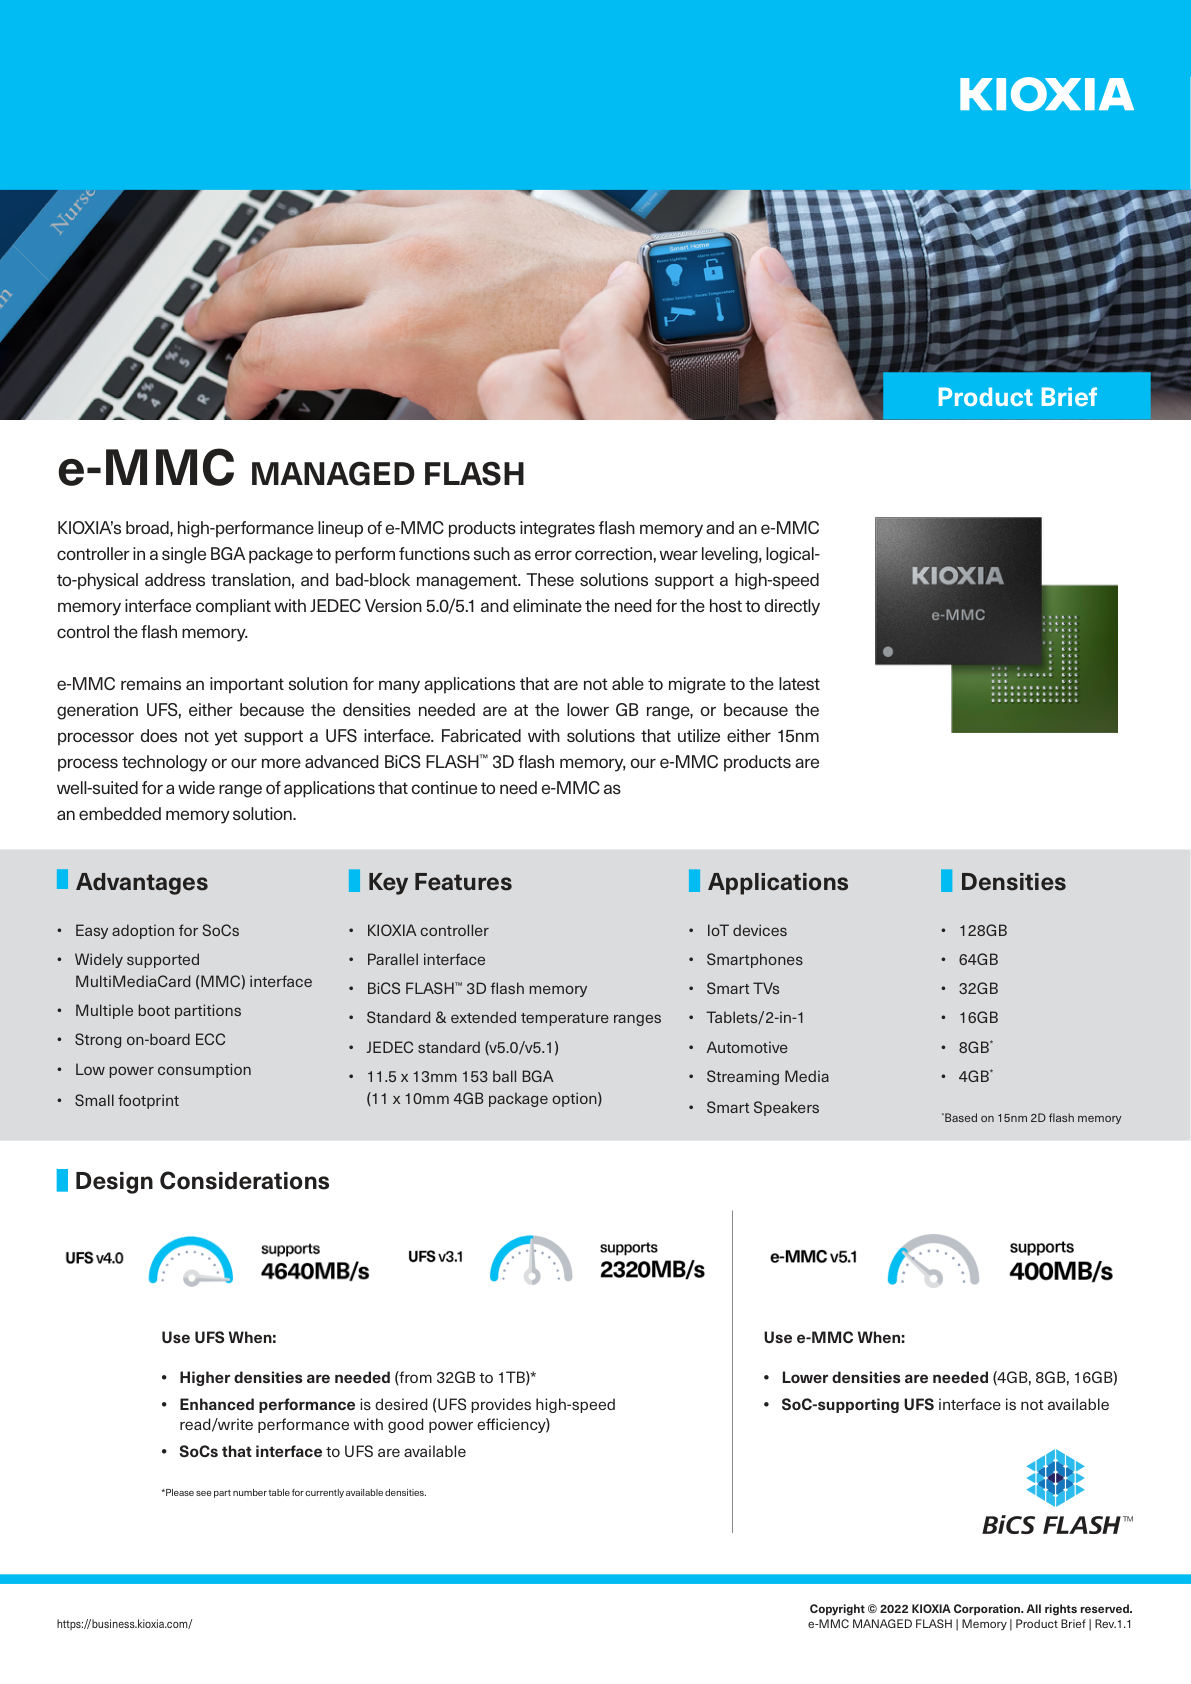 KIOXIA
Nurse
Smart Home
Product Brief
e-MMC MANAGED FLASH
KIOXIA's broad, high-performance lineup of e-MMC products integrates flash memory and an e-MMC
controller in a single BGA package to perform functions such as error correction, wear leveling, logical-
to-physical address translation, and bad-block management. These solutions support a high-speed
memory interface compliant with JEDEC Version 5.0/5.1 and eliminate the need for the host to directly
control the flash memory.
e-MMC remains an important solution for many applications that are not able to migrate to the latest
generation UFS, either because the densities needed are at the lower GB range, or because the
processor does not yet support a UFS interface. Fabricated with solutions that utilize either 15nm
process technology or our more advanced BiCS FLASH™ 3D flash memory, our e-MMC products are
well-suited for a wide range of applications that continue to need e-MMC as
an embedded memory solution.
KIOXIA
e-MMC
Advantages
• Easy adoption for SoCs
• Widely supported
MultiMediaCard (MMC) interface
• Multiple boot partitions
• Strong on-board ECC
• Low power consumption
• Small footprint
Key Features
• KIOXIA controller
• Parallel interface
• BiCS FLASH™ 3D flash memory
• Standard & extended temperature ranges
• JEDEC standard (v5.0/v5.1)
• 11.5 x 13mm 153 ball BGA
(11 x 10mm 4GB package option)
Applications
• IoT devices
• Smartphones
• Smart TVs
• Tablets/2-in-1
• Automotive
• Streaming Media
• Smart Speakers
Densities
• 128GB
• 64GB
• 32GB
• 16GB
• 8GB*
• 4GB*
*Based on 15nm 2D flash memory
Design Considerations
UFS v4.0
supports
4640MB/s
UFS v3.1
supports
2320MB/s
e-MMC v5.1
supports
400MB/s
Use UFS When:
• Higher densities are needed (from 32GB to 1TB)*
• Enhanced performance is desired (UFS provides high-speed
read/write performance with good power efficiency)
• SoCs that interface to UFS are available
*Please see part number table for currently available densities.
Use e-MMC When:
• Lower densities are needed (4GB, 8GB, 16GB)
• SoC-supporting UFS interface is not available
BiCS FLASH™
https://business.kioxia.com/
Copyright © 2022 KIOXIA Corporation. All rights reserved.
e-MMC MANAGED FLASH | Memory | Product Brief | Rev.1.1